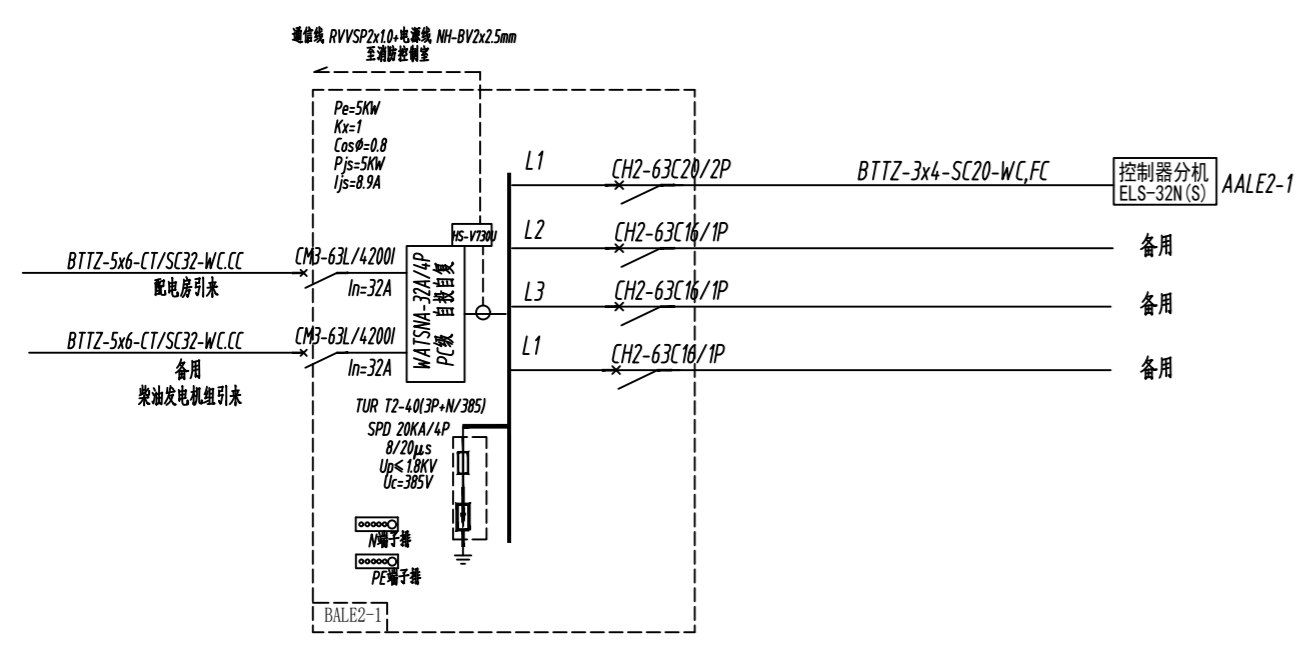 通信线 RVVSP2x1.0+电源线 NH-BV2x2.5mm
至消防控制室
Pe=5KW
Kx=1
CosØ=0.8
Pjs=5KW
Ijs=8.9A
HS-V730U
BTTZ-5x6-CT/SC32-WC.CC
配电房引来
CM3-63L/4200I
In=32A
BTTZ-5x6-CT/SC32-WC.CC
备用
柴油发电机组引来
CM3-63L/4200I
In=32A
WATSNA-32A/4P
PC级 自投自复
L1
CH2-63C20/2P
BTTZ-3x4-SC20-WC,FC
控制器分机
ELS-32N(S)
AALE2-1
L2
CH2-63C16/1P
备用
L3
CH2-63C16/1P
备用
L1
CH2-63C16/1P
备用
TUR T2-40(3P+N/385)
SPD 20KA/4P
8/20μs
Up≤1.8KV
Uc=385V
N端子排
PE端子排
BALE2-1